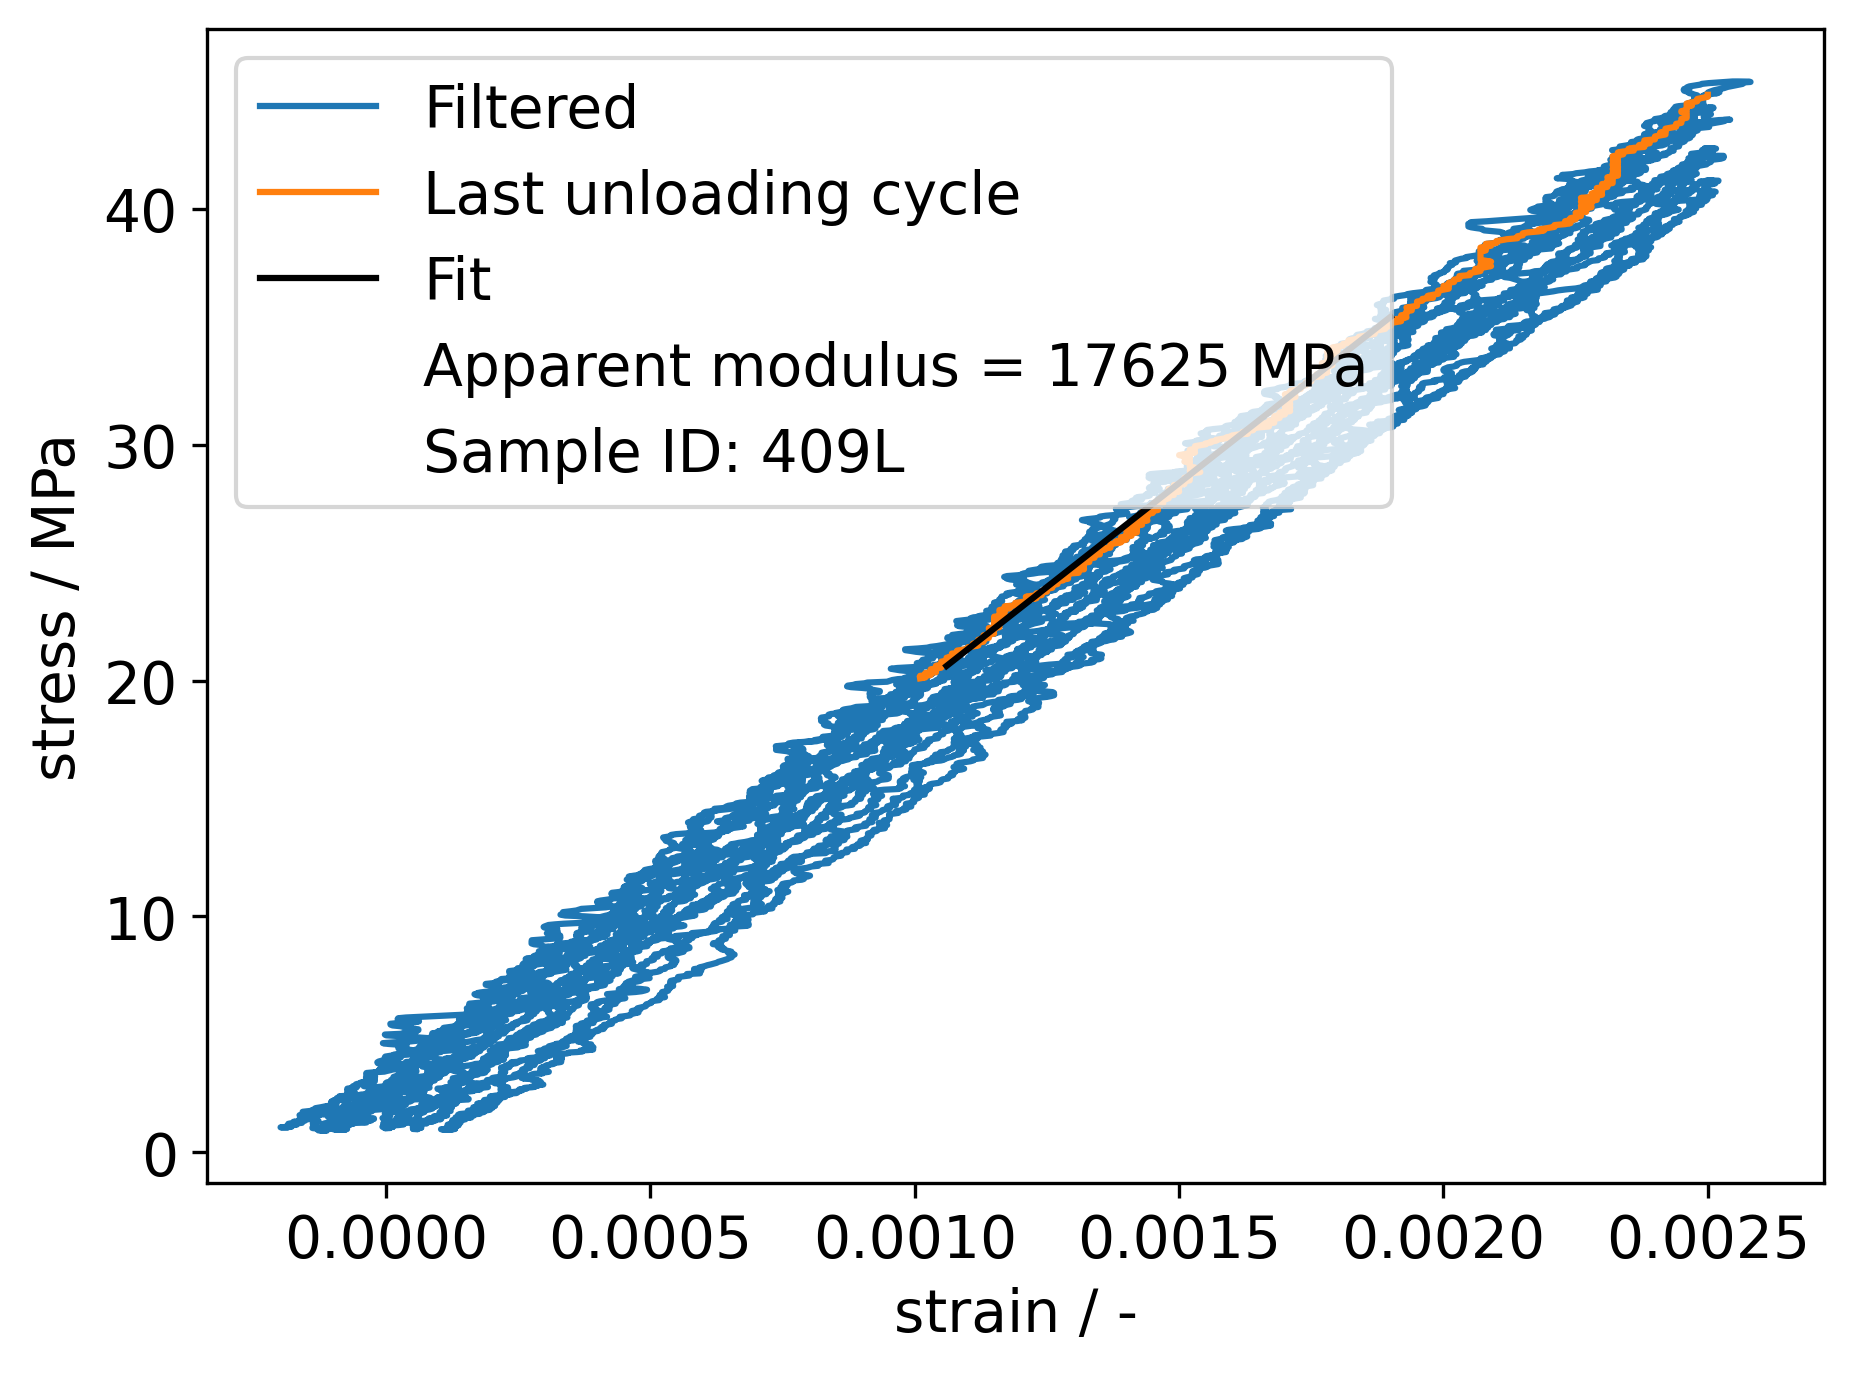 Filtered
Last unloading cycle
Fit
Apparent modulus = 17625 MPa
Sample ID: 409L
stress / MPa
40
30
20
10
0
0.0000 0.0005 0.0010 0.0015 0.0020 0.0025
strain / -